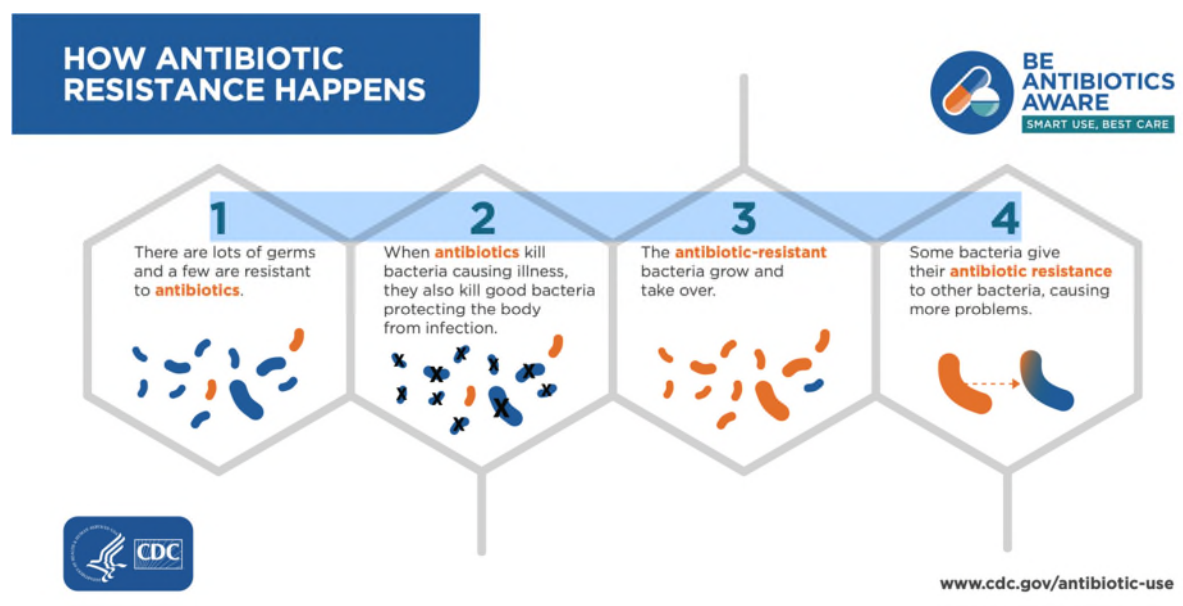 HOW ANTIBIOTIC
RESISTANCE HAPPENS
BE
ANTIBIOTICS
AWARE
SMART USE, BEST CARE
1
There are lots of germs
and a few are resistant
to antibiotics.
2
When antibiotics kill
bacteria causing illness,
they also kill good bacteria
protecting the body
from infection.
X
X
X
X
X
X
X
X
X
X
3
The antibiotic-resistant
bacteria grow and
take over.
4
Some bacteria give
their antibiotic resistance
to other bacteria, causing
more problems.
CDC
www.cdc.gov/antibiotic-use